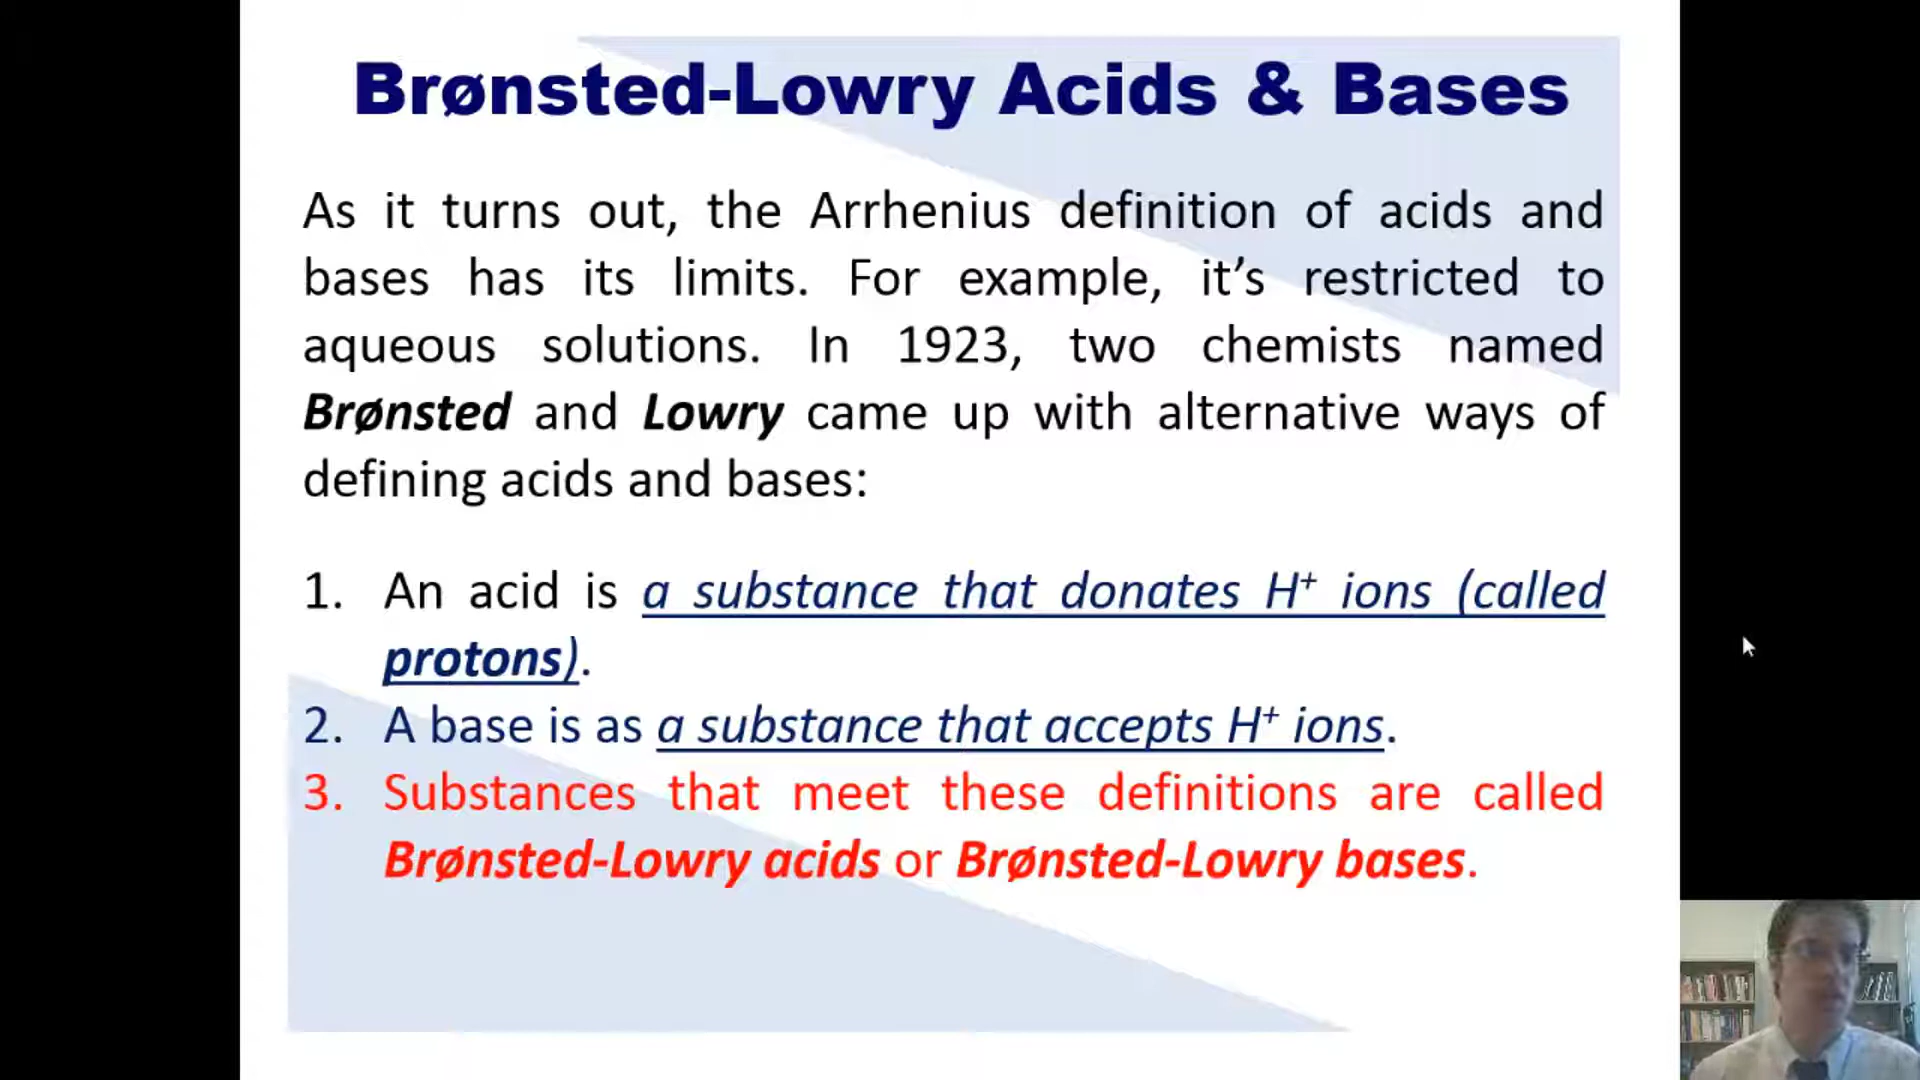 Brønsted-Lowry Acids & Bases
As it turns out, the Arrhenius definition of acids and
bases has its limits. For example, it’s restricted to
aqueous solutions. In 1923, two chemists named
Brønsted and Lowry came up with alternative ways of
defining acids and bases:
1. An acid is a substance that donates H⁺ ions (called
protons).
2. A base is as a substance that accepts H⁺ ions.
3. Substances that meet these definitions are called
Brønsted-Lowry acids or Brønsted-Lowry bases.